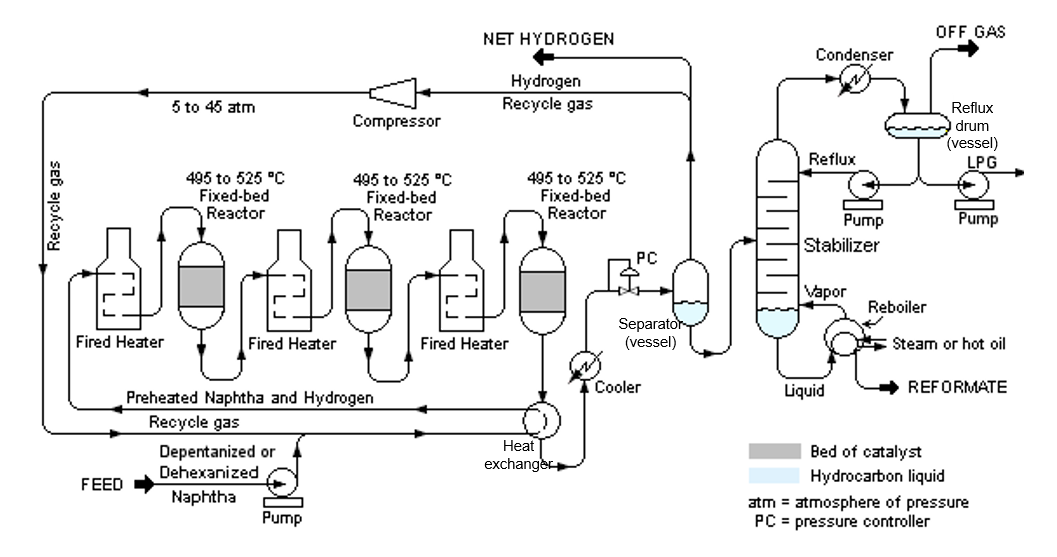 OFF GAS
NET HYDROGEN
Condenser
Hydrogen
Recycle gas
5 to 45 atm
Compressor
Reflux
drum
(vessel)
Recycle gas
495 to 525 ºC
Fixed-bed
Reactor
495 to 525 ºC
Fixed-bed
Reactor
495 to 525 ºC
Fixed-bed
Reactor
Reflux
LPG
Pump
Pump
Stabilizer
PC
Vapor
Reboiler
Separator
(vessel)
Steam or hot oil
Fired Heater
Fired Heater
Fired Heater
Cooler
Liquid
REFORMATE
Preheated Naphtha and Hydrogen
Recycle gas
Heat
exchanger
Depentanized or
Dehexanized
Naphtha
FEED
Pump
Bed of catalyst
Hydrocarbon liquid
atm = atmosphere of pressure
PC = pressure controller